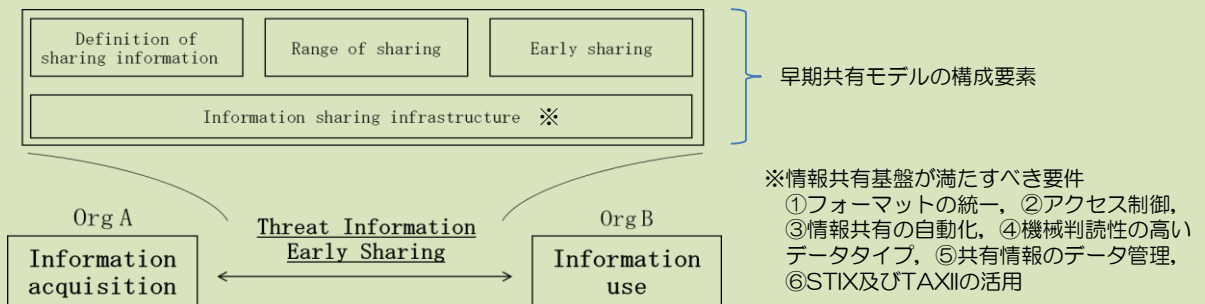 Definition of
sharing information
Range of sharing
Early sharing
Information sharing infrastructure ※
早期共有モデルの構成要素
※情報共有基盤が満たすべき要件
①フォーマットの統一，②アクセス制御，
③情報共有の自動化，④機械判読性の高い
データタイプ，⑤共有情報のデータ管理，
⑥STIX及びTAXIIの活用
Org A
Information
acquisition
Threat Information
Early Sharing
Org B
Information
use